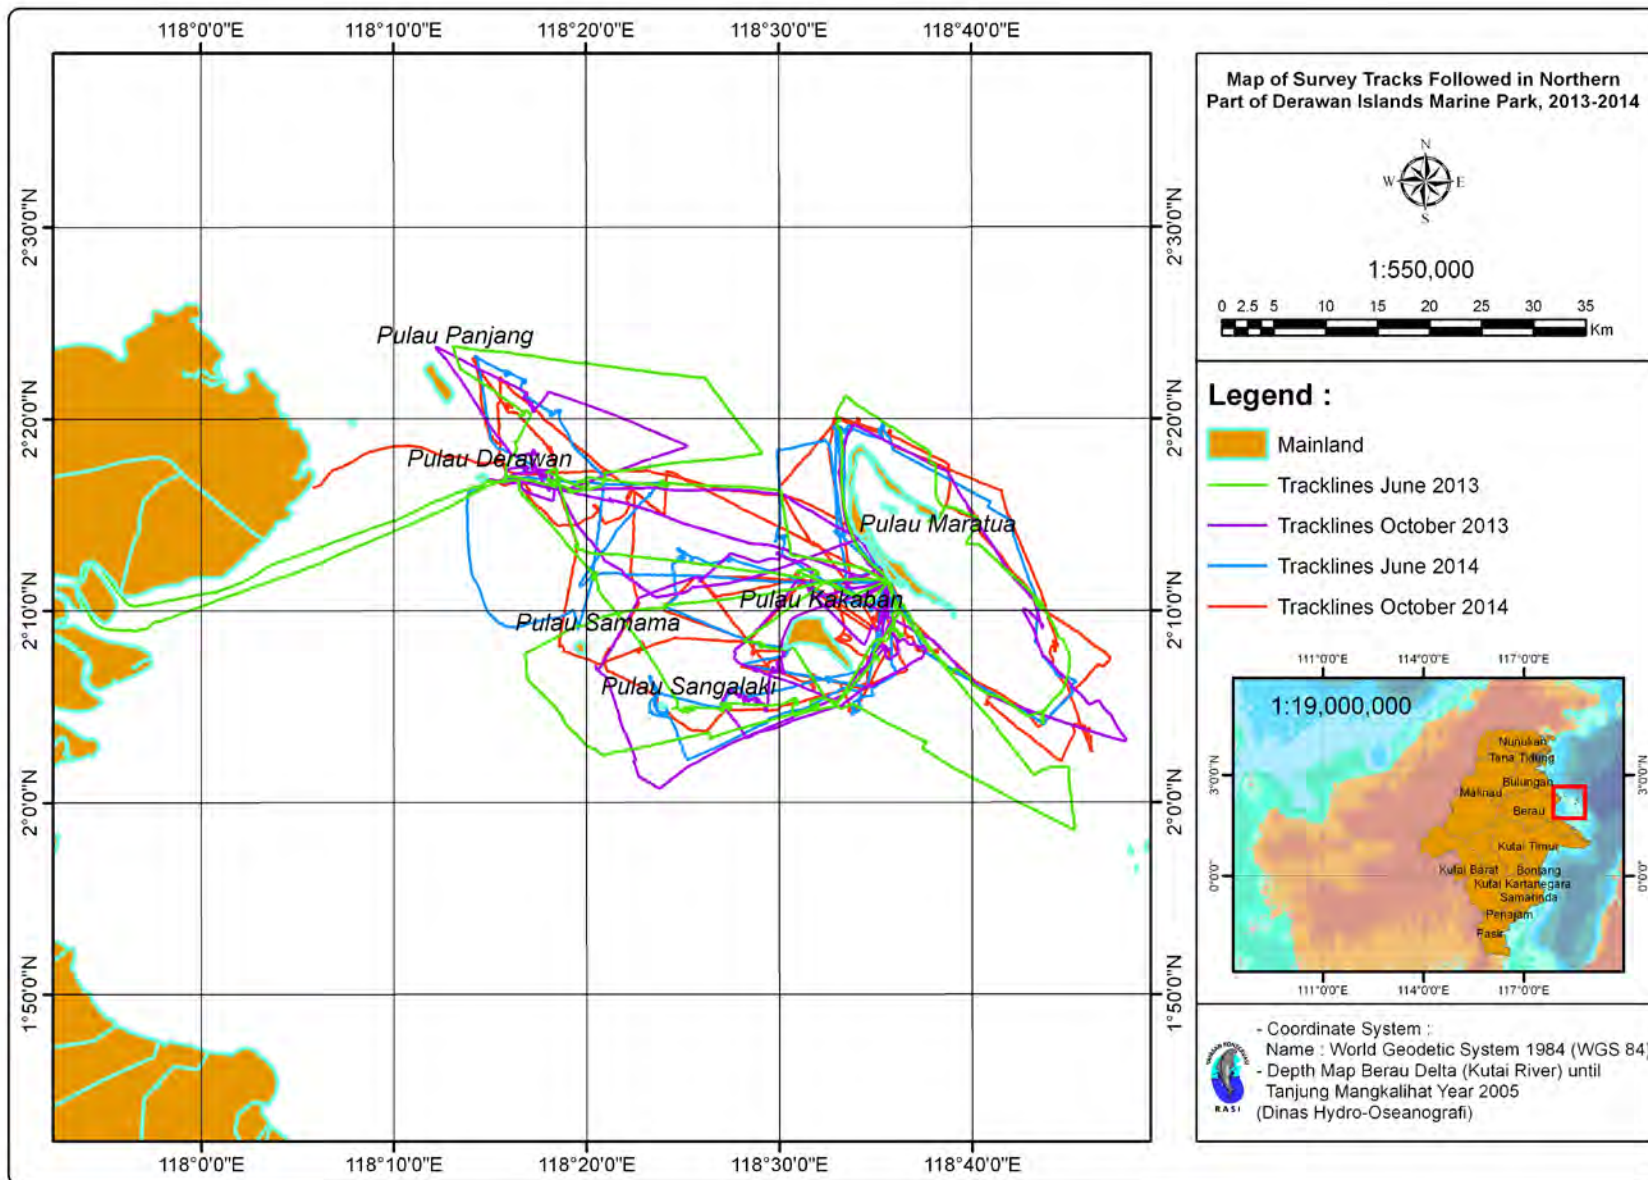 118°0'0"E 118°10'0"E 118°20'0"E 118°30'0"E 118°40'0"E
2°30'0"N
2°20'0"N
2°10'0"N
2°0'0"N
1°50'0"N
Pulau Panjang
Pulau Derawan
Pulau Maratua
Pulau Kakaban
Pulau Samama
Pulau Sangalaki
2°30'0"N
2°20'0"N
2°10'0"N
2°0'0"N
1°50'0"N
118°0'0"E 118°10'0"E 118°20'0"E 118°30'0"E 118°40'0"E
Map of Survey Tracks Followed in Northern
Part of Derawan Islands Marine Park, 2013-2014
N
W E
S
1:550,000
0 2.5 5 10 15 20 25 30 35
Km
Legend :
Mainland
Tracklines June 2013
Tracklines October 2013
Tracklines June 2014
Tracklines October 2014
111°0'0"E 114°0'0"E 117°0'0"E
1:19,000,000
3°0'0"N
0°0'0"
Nunukan
Tana Tidung
Bulungan
Malinau
Berau
Kutai Timur
Kutai Barat Bontang
Kutai Kartanegara
Samarinda
Penajam
Pasir
3°0'0"N
0°0'0"
111°0'0"E 114°0'0"E 117°0'0"E
YAYASAN KONSERVASI
RASI
- Coordinate System :
Name : World Geodetic System 1984 (WGS 84)
- Depth Map Berau Delta (Kutai River) until
Tanjung Mangkalihat Year 2005
(Dinas Hydro-Oseanografi)